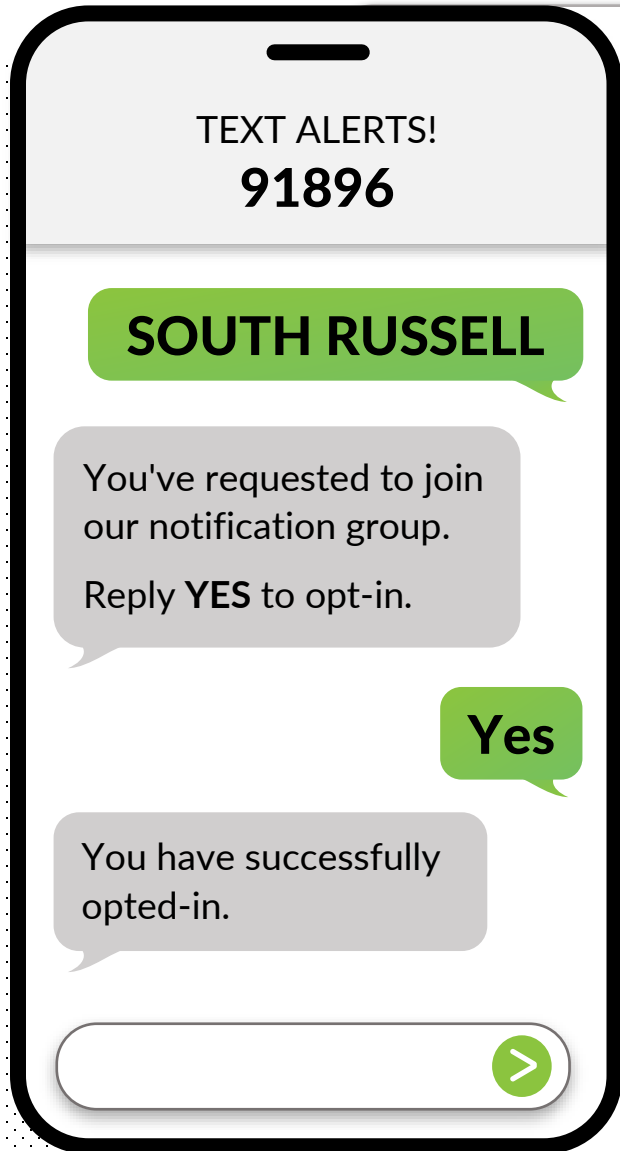 TEXT ALERTS!
91896
SOUTH RUSSELL
You've requested to join
our notification group.
Reply YES to opt-in.
Yes
You have successfully
opted-in.